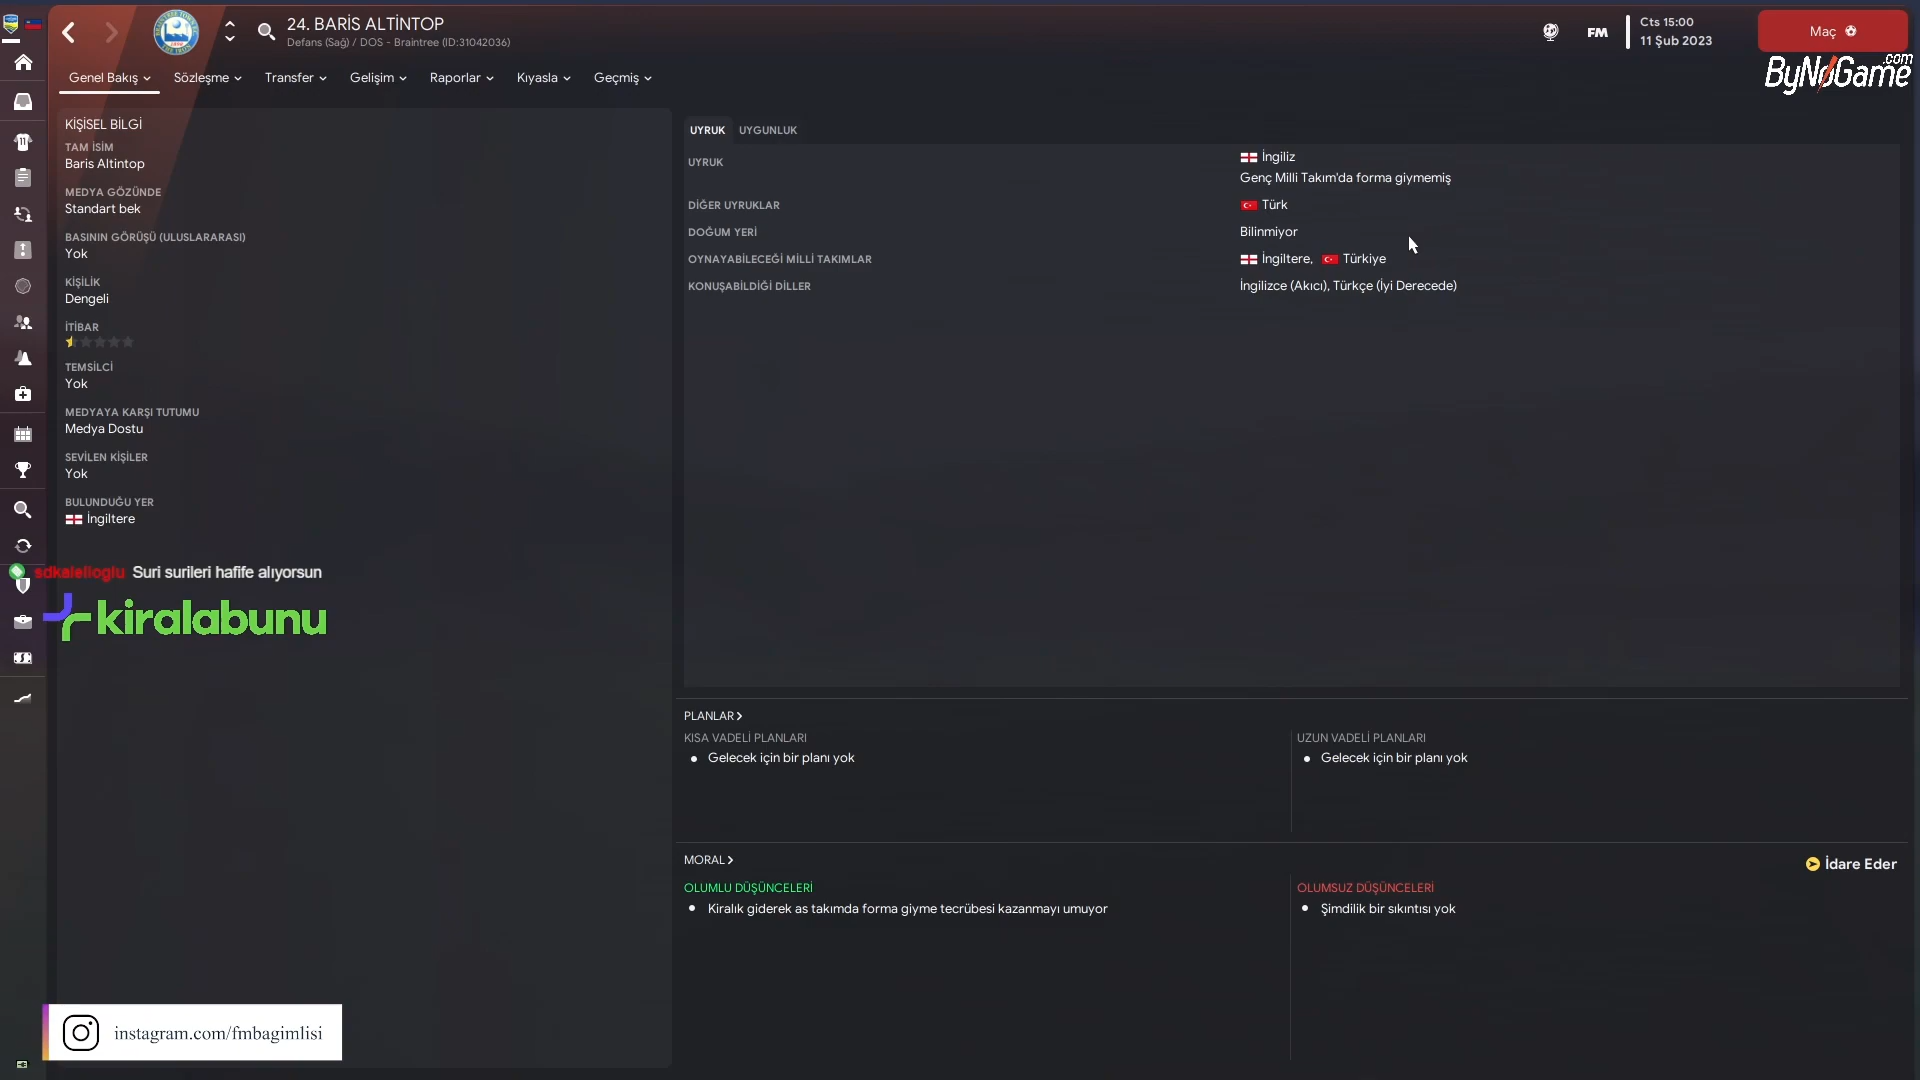 24. BARİS ALTİNTOP
Defans (Sağ) / DOS - Braintree (ID:31042036)
FM
Cts 15:00
11 Şub 2023
Maç
ByNoGame.com
Genel Bakış
Sözleşme
Transfer
Gelişim
Raporlar
Kıyasla
Geçmiş
KİŞİSEL BİLGİ
TAM İSİM
Baris Altintop
MEDYA GÖZÜNDE
Standart bek
BASININ GÖRÜŞÜ (ULUSLARARASI)
Yok
KİŞİLİK
Dengeli
İTİBAR
TEMSİLCİ
Yok
MEDYAYA KARŞI TUTUMU
Medya Dostu
SEVİLEN KİŞİLER
Yok
BULUNDUĞU YER
İngiltere
sdkalelioglu Suri surileri hafife alıyorsun
kiralabunu
instagram.com/fmbagimlisi
UYRUK UYGUNLUK
UYRUK
İngiliz
Genç Milli Takım'da forma giymemiş
DİĞER UYRUKLAR
Türk
DOĞUM YERİ
Bilinmiyor
OYNAYABİLECEĞİ MİLLİ TAKIMLAR
İngiltere, Türkiye
KONUŞABİLDİĞİ DİLLER
İngilizce (Akıcı), Türkçe (İyi Derecede)
PLANLAR
KISA VADELİ PLANLARI
Gelecek için bir planı yok
UZUN VADELİ PLANLARI
Gelecek için bir planı yok
MORAL
İdare Eder
OLUMLU DÜŞÜNCELERİ
Kiralık giderek as takımda forma giyme tecrübesi kazanmayı umuyor
OLUMSUZ DÜŞÜNCELERİ
Şimdilik bir sıkıntısı yok